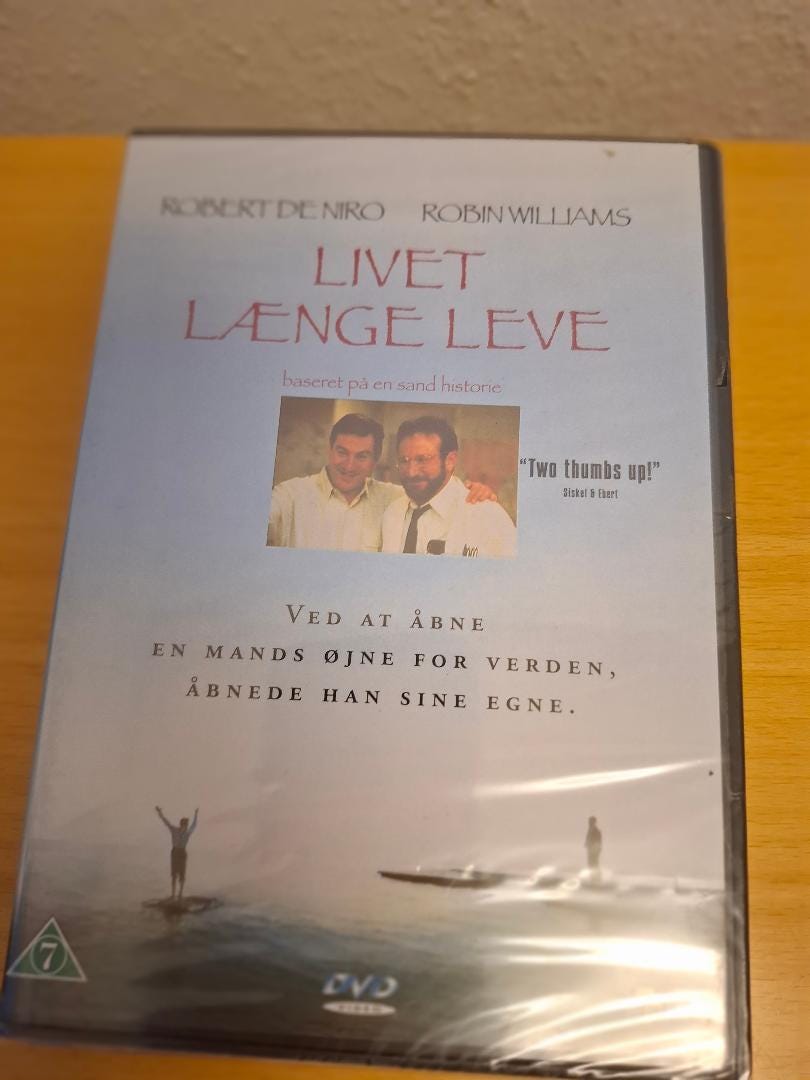 ROBERT DE NIRO ROBIN WILLIAMS
LIVET
LÆNGE LEVE
baseret på en sand historie
"Two thumbs up!"
Siskel & Ebert
VED AT ÅBNE
EN MANDS ØJNE FOR VERDEN,
ÅBNEDE HAN SINE EGNE.
7
DVD
VIDEO